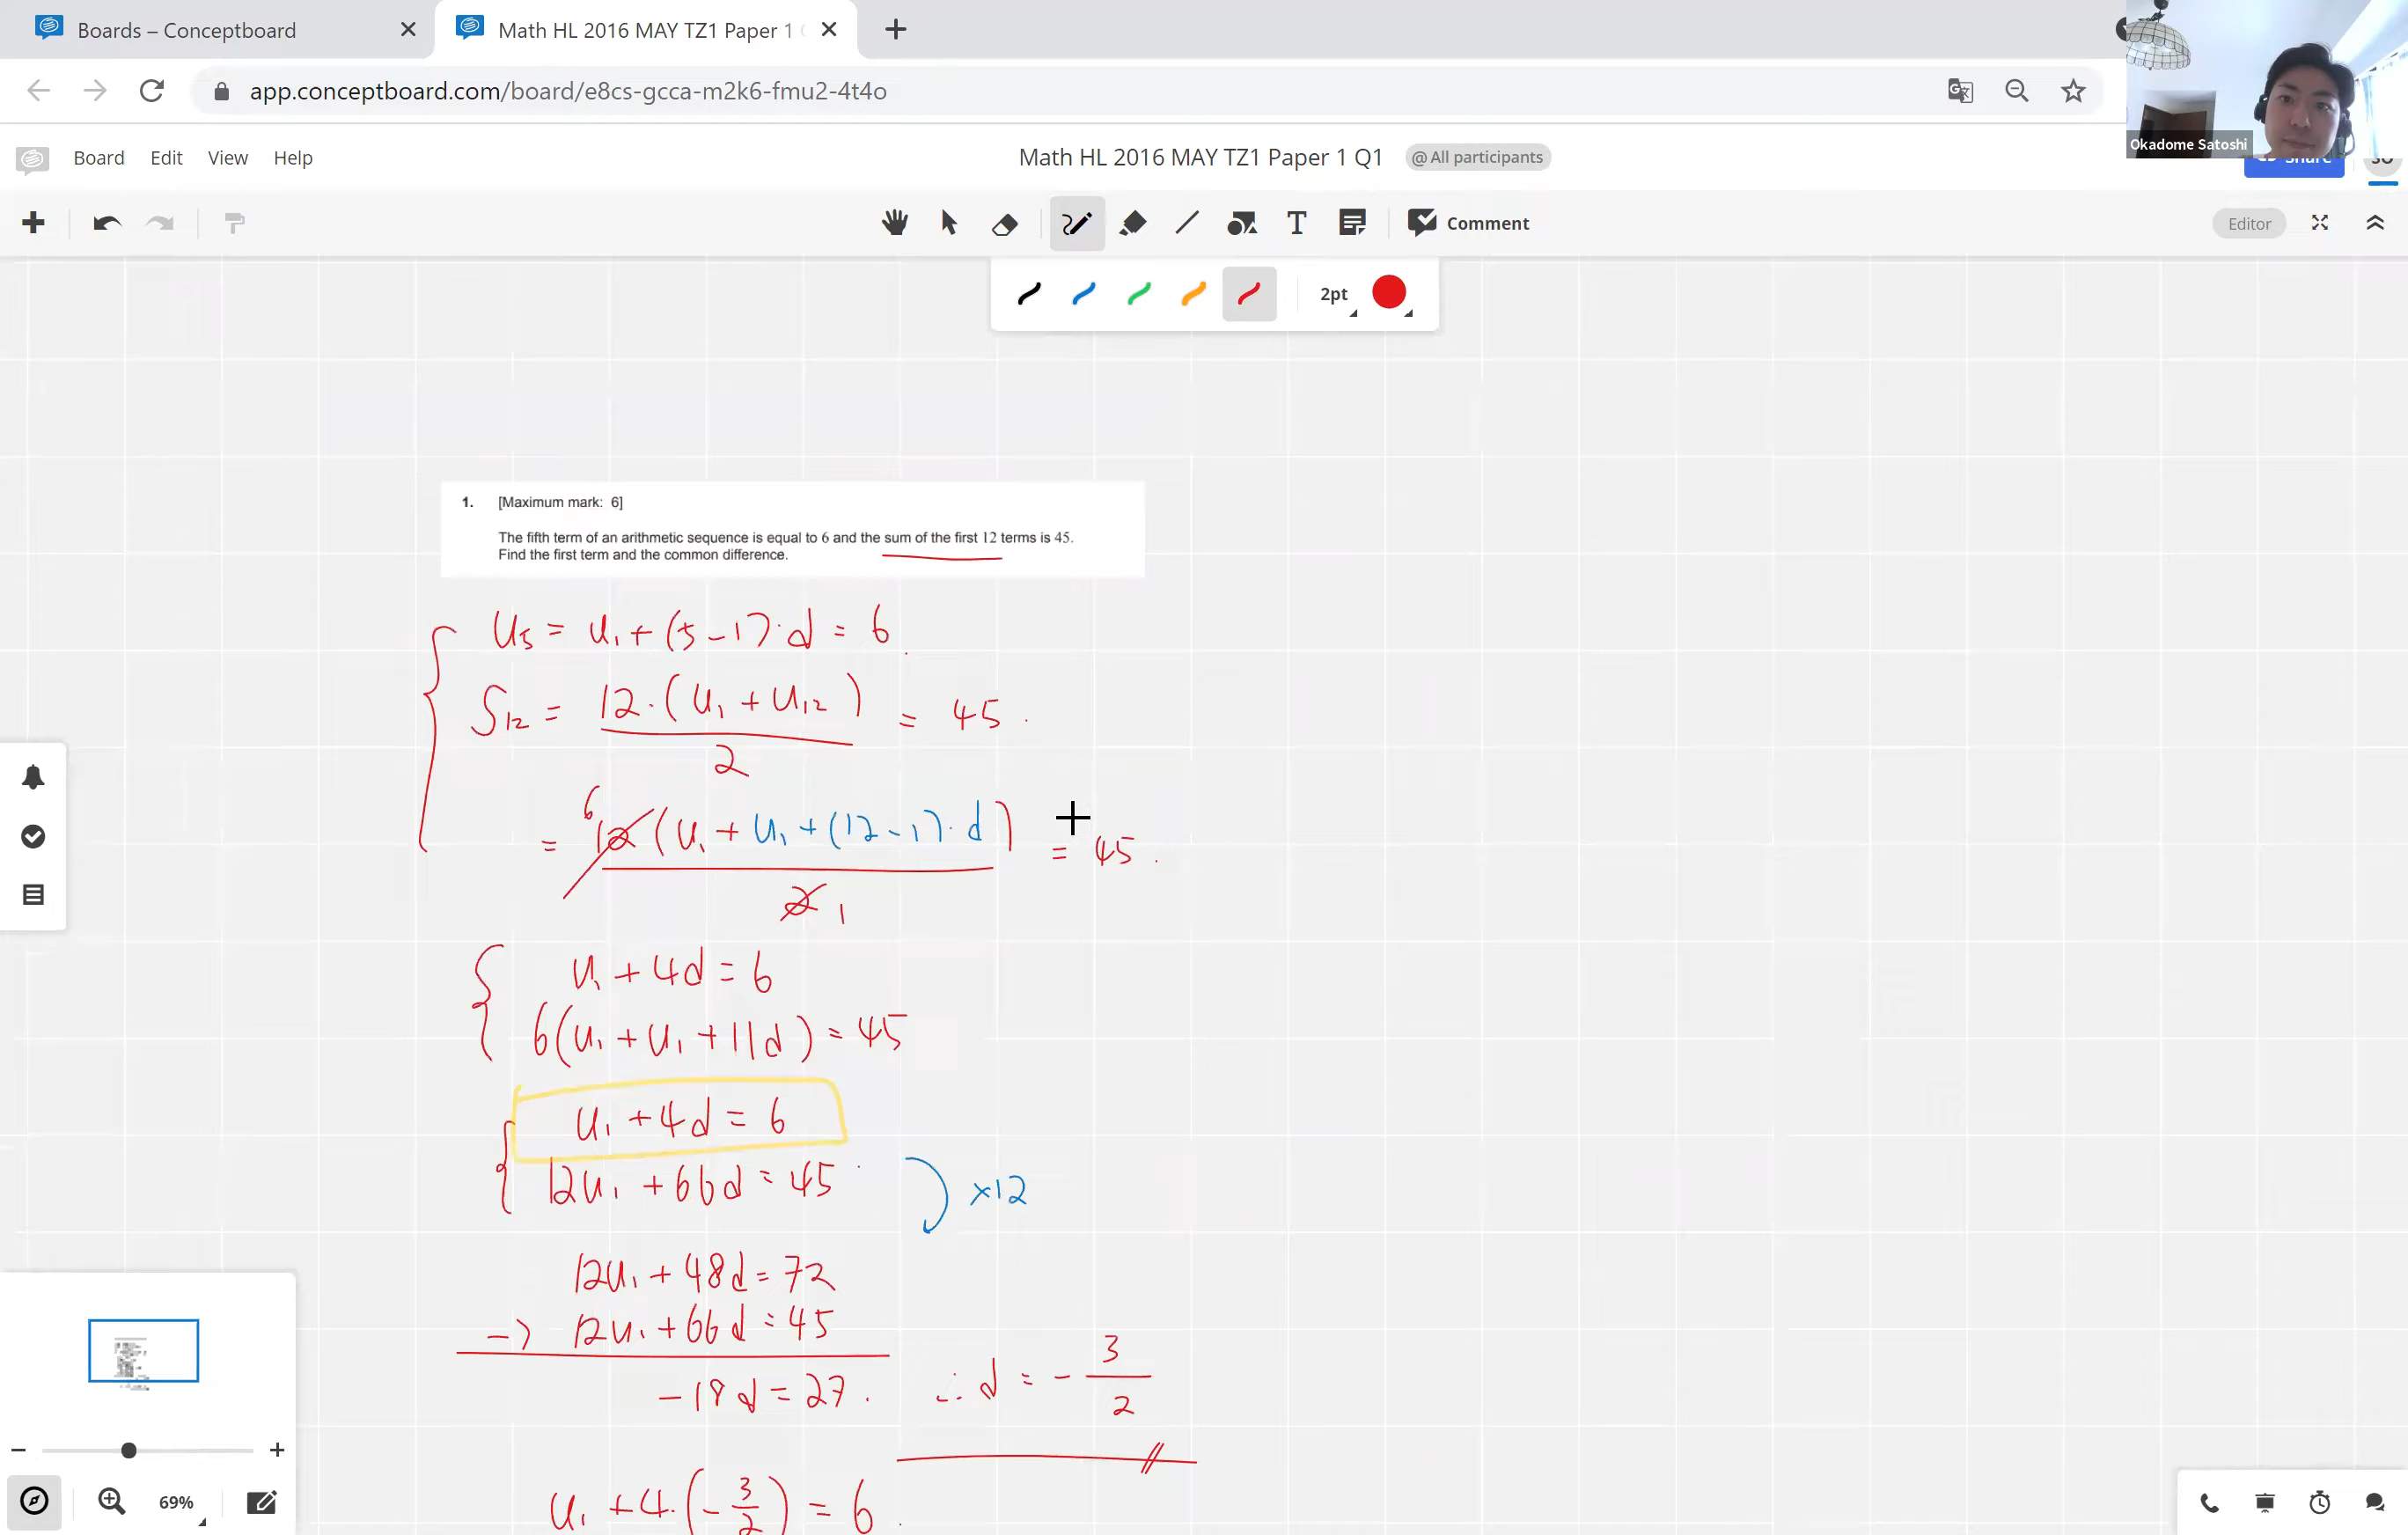 Boards – Conceptboard
Math HL 2016 MAY TZ1 Paper 1
app.conceptboard.com/board/e8cs-gcca-m2k6-fmu2-4t4o
Okadome Satoshi
Board Edit View Help
Math HL 2016 MAY TZ1 Paper 1 Q1 @ All participants
Share
SO
Comment
Editor
2pt
1. [Maximum mark: 6]
The fifth term of an arithmetic sequence is equal to 6 and the sum of the first 12 terms is 45.
Find the first term and the common difference.
U₅ = u₁ + (5 − 1)·d = 6.
S₁₂ = 12·(u₁ + u₁₂) / 2 = 45.
= 6 12(u₁ + u₁ + (12 − 1)·d) / 2 1 = 45.
u₁ + 4d = 6
6(u₁ + u₁ + 11d) = 45
u₁ + 4d = 6
12u₁ + 66d = 45
×12
12u₁ + 48d = 72
−) 12u₁ + 66d = 45
−18d = 27. ∴ d = − 3/2
u₁ + 4·(− 3/2) = 6.
69%